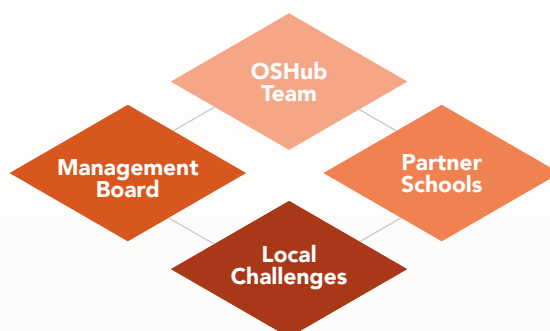 OSHub
Team
Management
Board
Partner
Schools
Local
Challenges